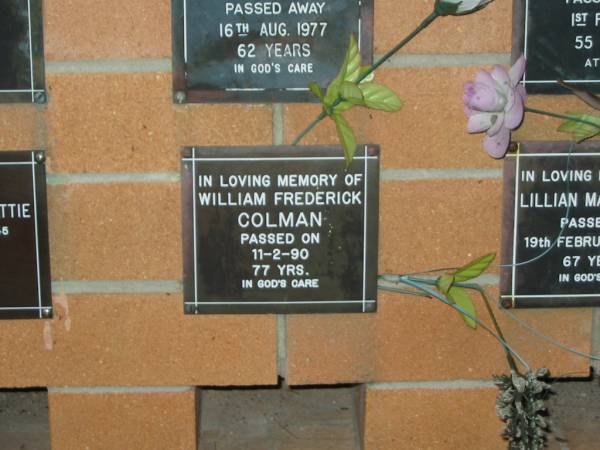 PASSED AWAY
16TH AUG. 1977
62 YEARS
IN GOD'S CARE
1ST
55
AT
TTIE
IN LOVING MEMORY OF
WILLIAM FREDERICK
COLMAN
PASSED ON
11-2-90
77 YRS.
IN GOD'S CARE
IN LOVING
LILLIAN MA
PASSE
19th FEBRU
67 YE
IN GOD'S